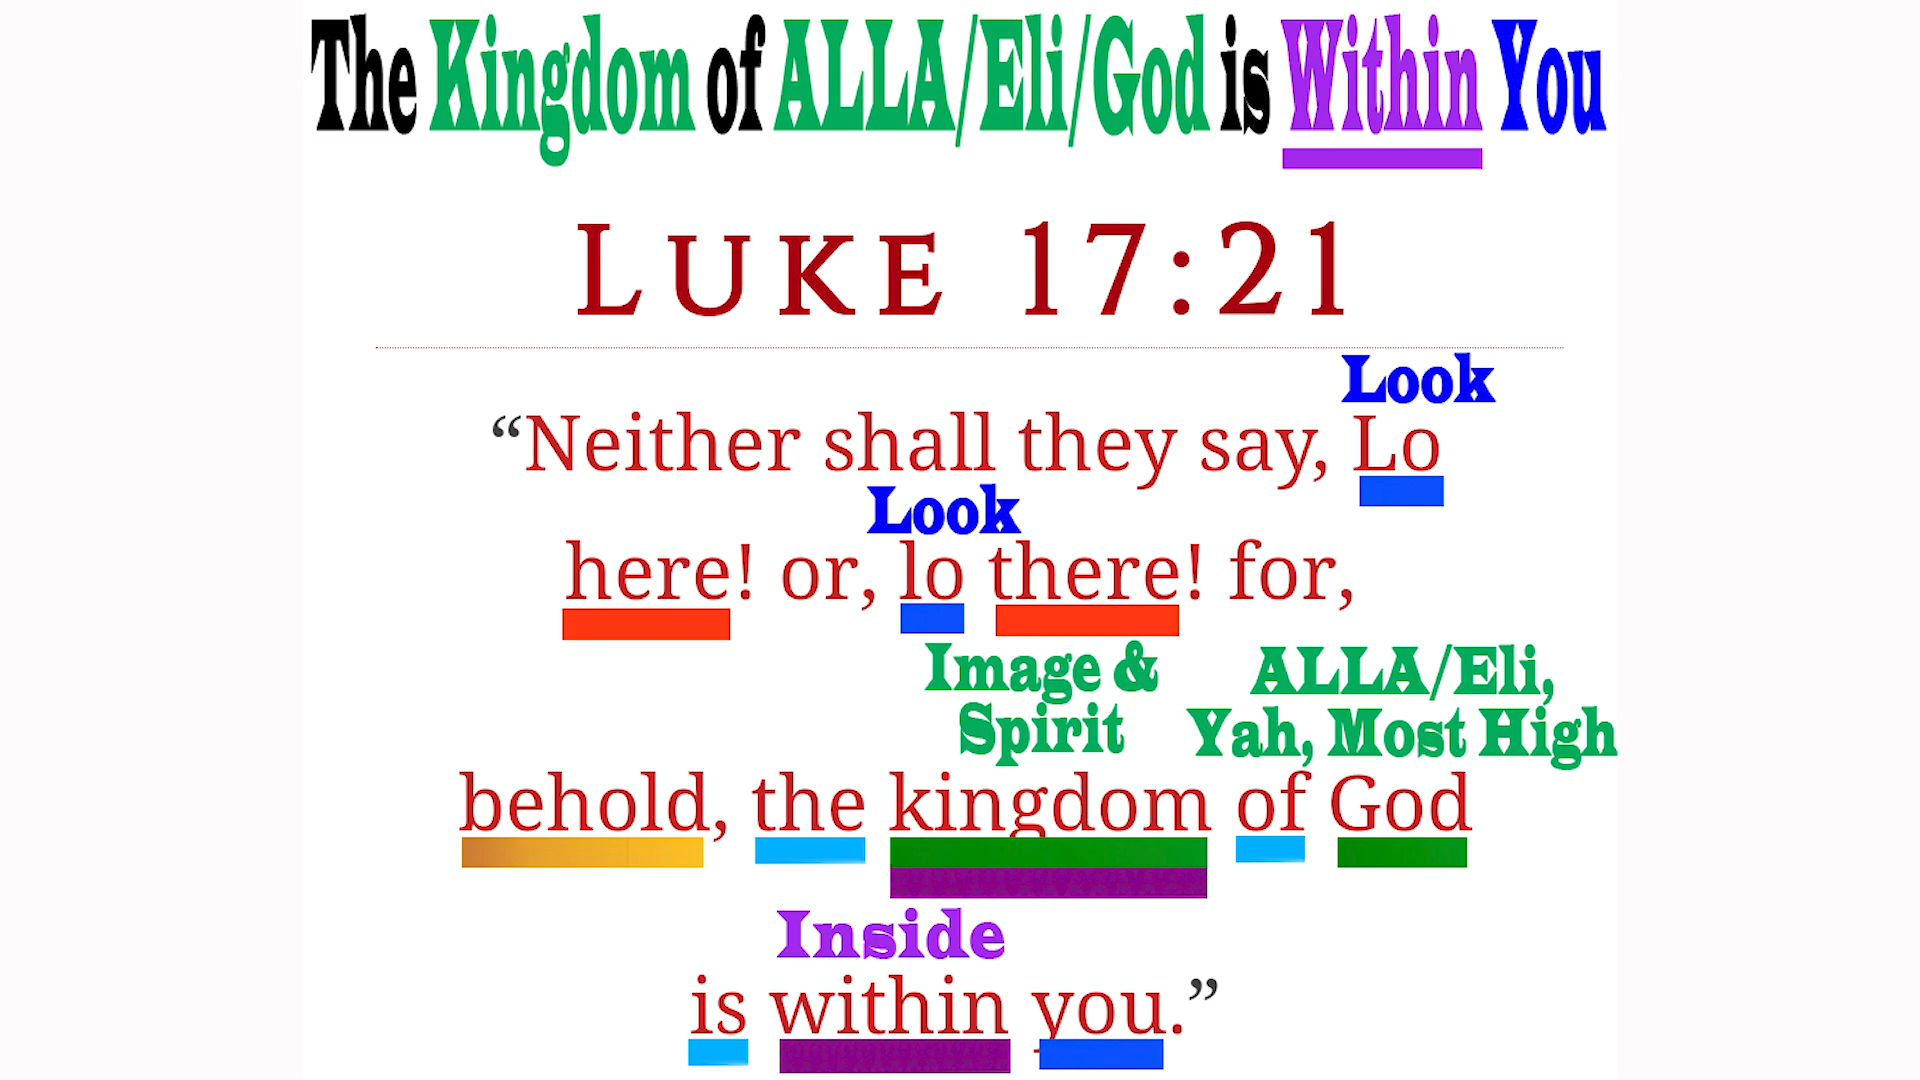 The Kingdom of ALLA/Eli/God is Within You
LUKE 17:21
Look
“Neither shall they say, Lo
Look
here! or, lo there! for,
Image & ALLA/Eli,
Spirit Yah, Most High
behold, the kingdom of God
Inside
is within you.”